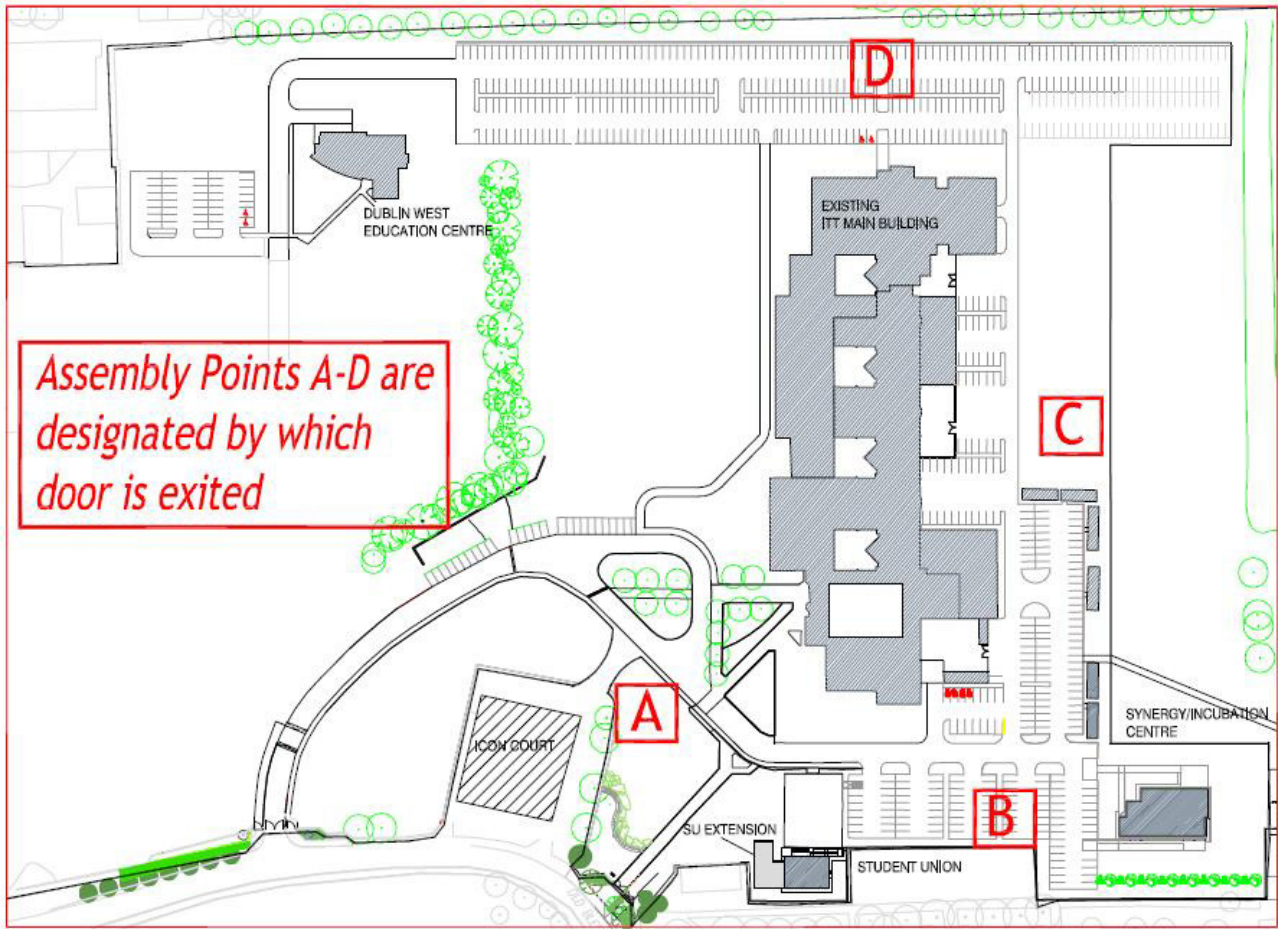 D
EXISTING
ITT MAIN BUILDING
DUBLIN WEST
EDUCATION CENTRE
Assembly Points A-D are
designated by which
door is exited
C
A
SYNERGY/INCUBATION
CENTRE
ICON COURT
B
SU EXTENSION
STUDENT UNION